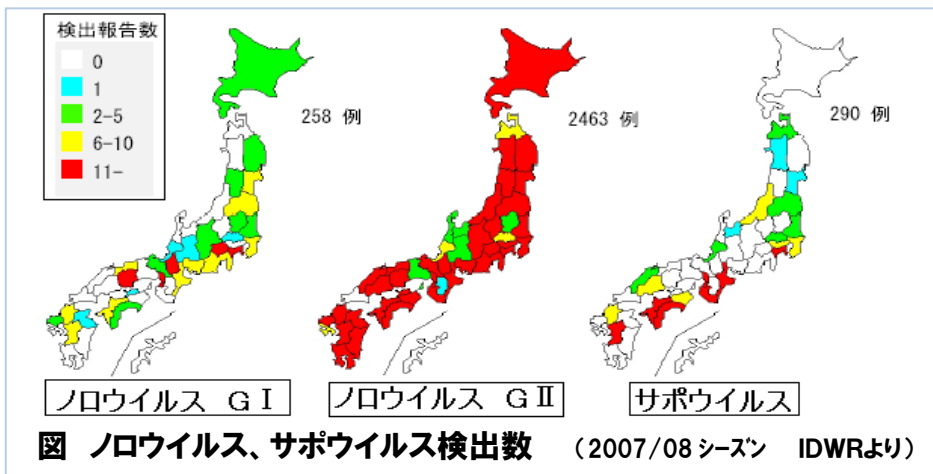 検出報告数
0
1
2-5
6-10
11-
258 例
2463 例
290 例
ノロウイルス GⅠ
ノロウイルス GⅡ
サポウイルス
図 ノロウイルス、サポウイルス検出数 (2007/08 シーズン IDWRより)